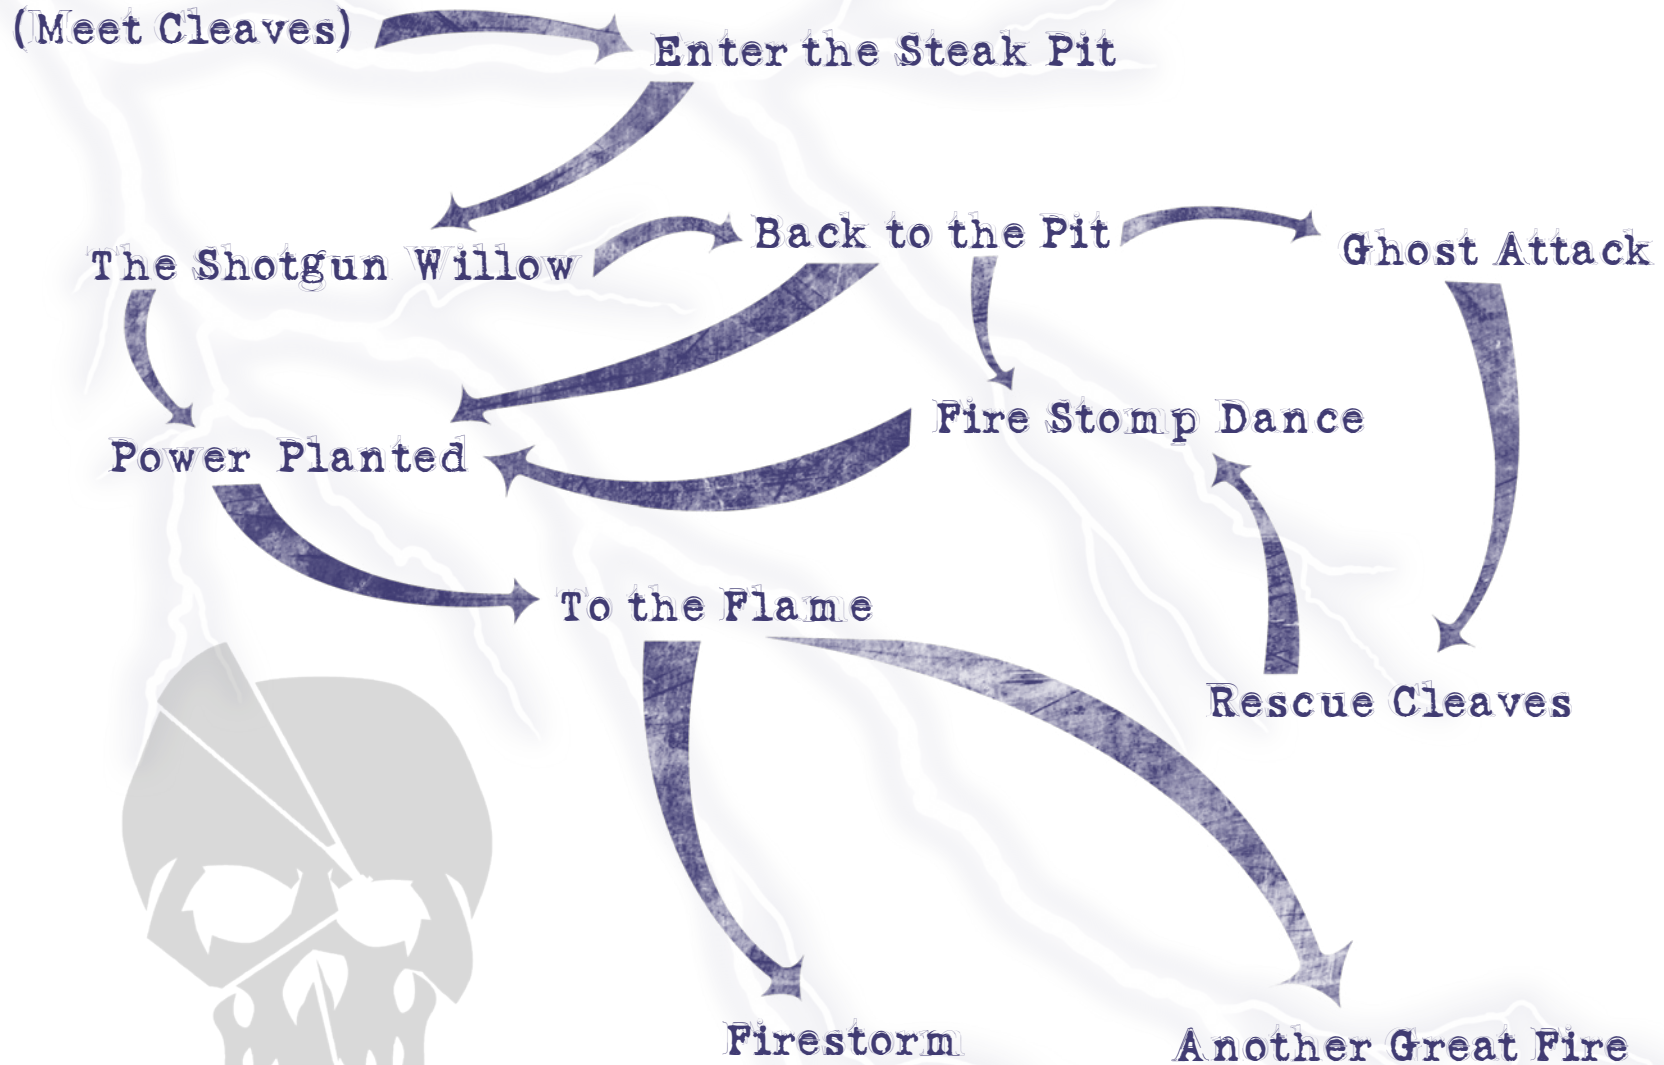 (Meet Cleaves)
Enter the Steak Pit
The Shotgun Willow
Back to the Pit
Ghost Attack
Power Planted
Fire Stomp Dance
To the Flame
Rescue Cleaves
Firestorm
Another Great Fire